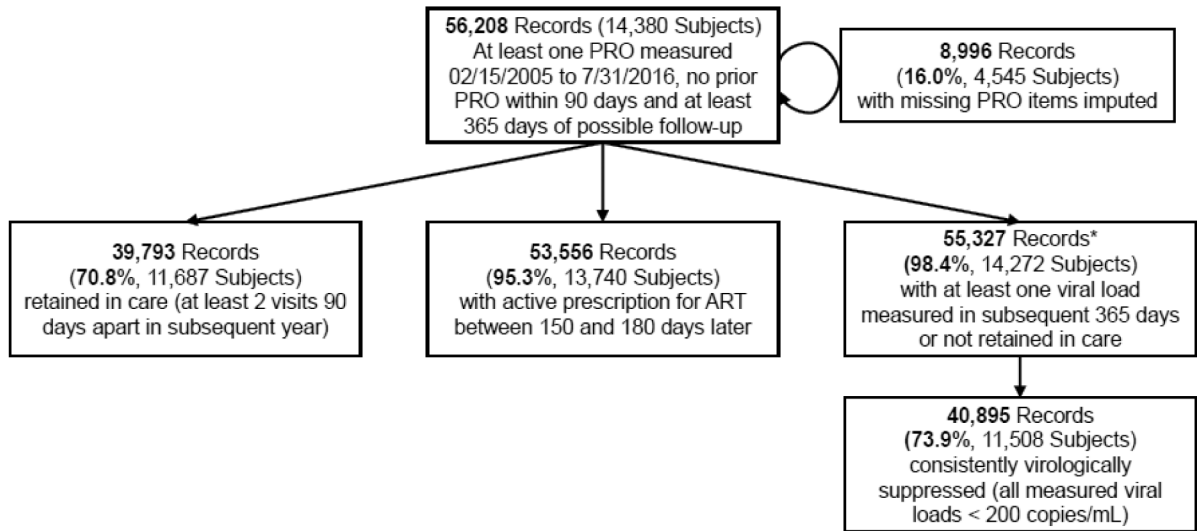 56,208 Records (14,380 Subjects)
At least one PRO measured
02/15/2005 to 7/31/2016, no prior
PRO within 90 days and at least
365 days of possible follow-up
8,996 Records
(16.0%, 4,545 Subjects)
with missing PRO items imputed
39,793 Records
(70.8%, 11,687 Subjects)
retained in care (at least 2 visits 90
days apart in subsequent year)
53,556 Records
(95.3%, 13,740 Subjects)
with active prescription for ART
between 150 and 180 days later
55,327 Records*
(98.4%, 14,272 Subjects)
with at least one viral load
measured in subsequent 365 days
or not retained in care
40,895 Records
(73.9%, 11,508 Subjects)
consistently virologically
suppressed (all measured viral
loads < 200 copies/mL)